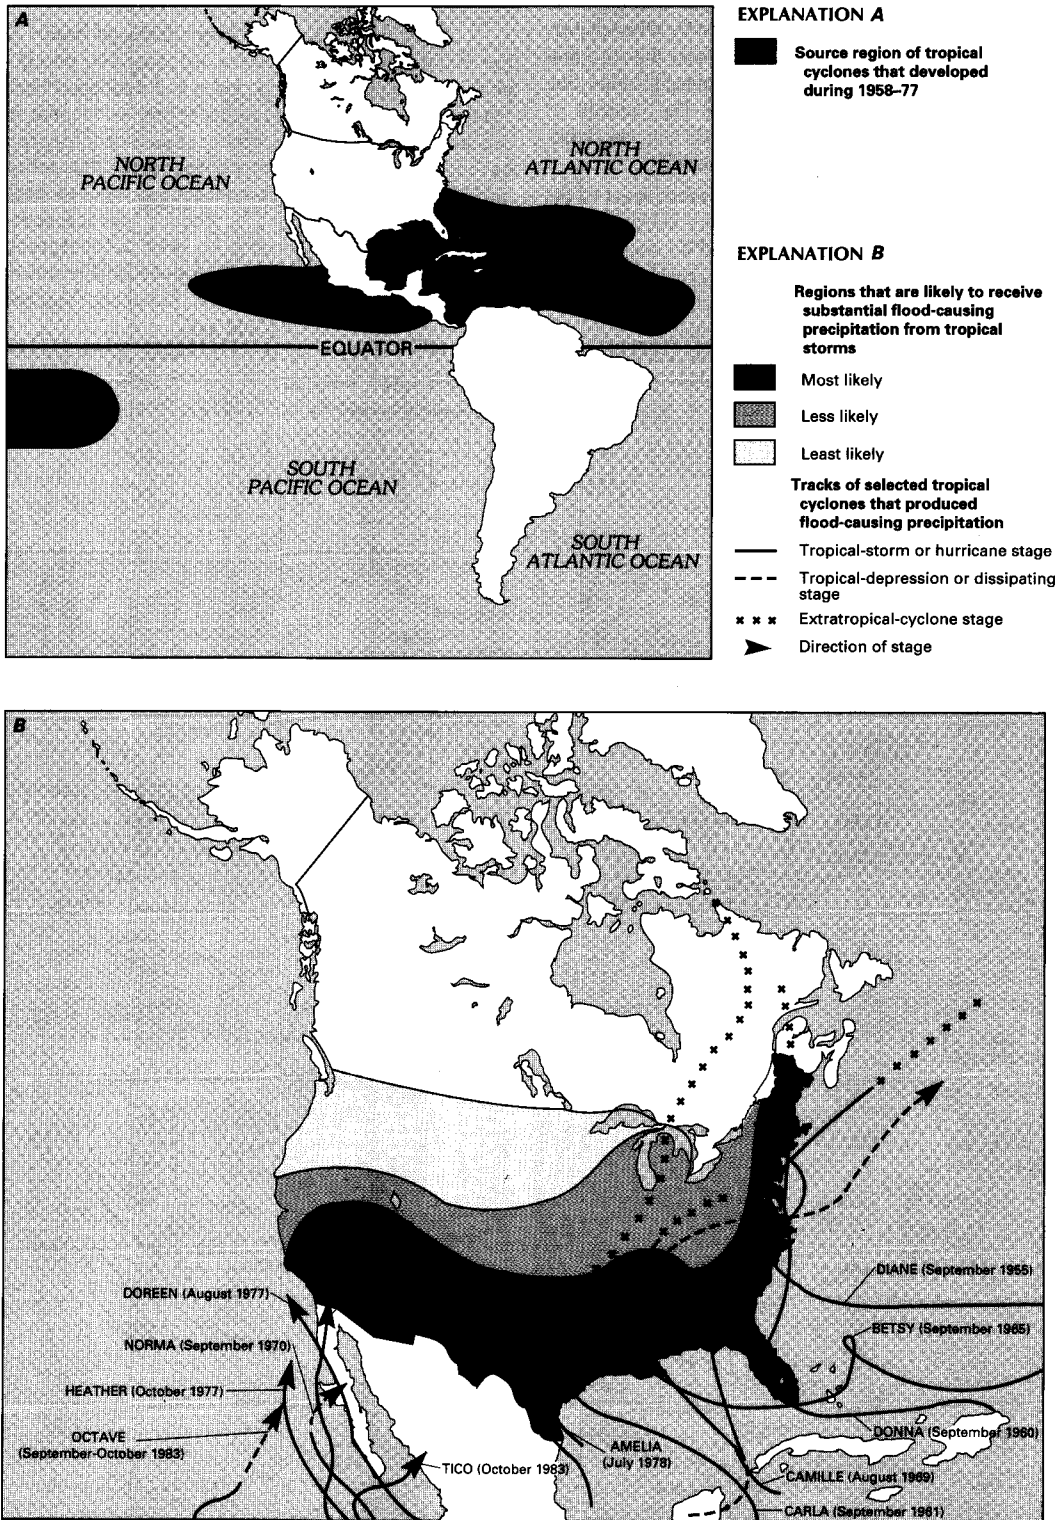 A
EXPLANATION A
Source region of tropical
cyclones that developed
during 1958–77
NORTH
PACIFIC OCEAN
NORTH
ATLANTIC OCEAN
EQUATOR
SOUTH
PACIFIC OCEAN
SOUTH
ATLANTIC OCEAN
EXPLANATION B
Regions that are likely to receive
substantial flood-causing
precipitation from tropical
storms
Most likely
Less likely
Least likely
Tracks of selected tropical
cyclones that produced
flood-causing precipitation
Tropical-storm or hurricane stage
Tropical-depression or dissipating
stage
Extratropical-cyclone stage
Direction of stage
B
DOREEN (August 1977)
NORMA (September 1970)
HEATHER (October 1977)
OCTAVE
(September-October 1983)
TICO (October 1983)
AMELIA
(July 1978)
DIANE (September 1955)
BETSY (September 1965)
DONNA (September 1960)
CAMILLE (August 1969)
CARLA (September 1961)